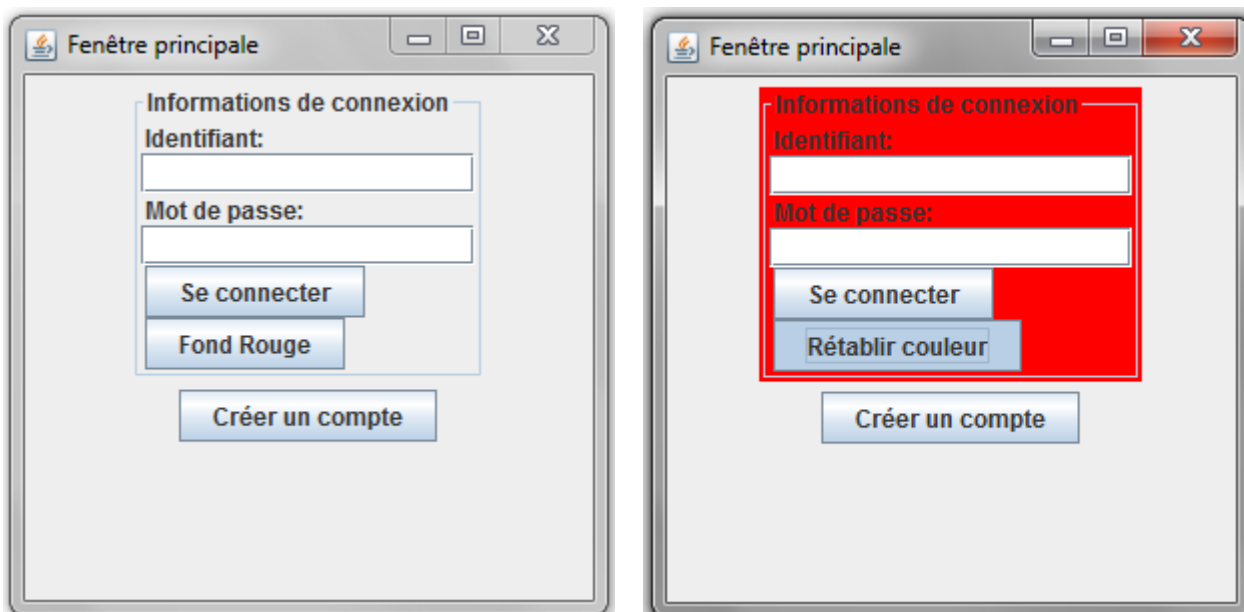 Fenêtre principale
Informations de connexion
Identifiant:
Mot de passe:
Se connecter
Fond Rouge
Créer un compte
Fenêtre principale
Informations de connexion
Identifiant:
Mot de passe:
Se connecter
Rétablir couleur
Créer un compte